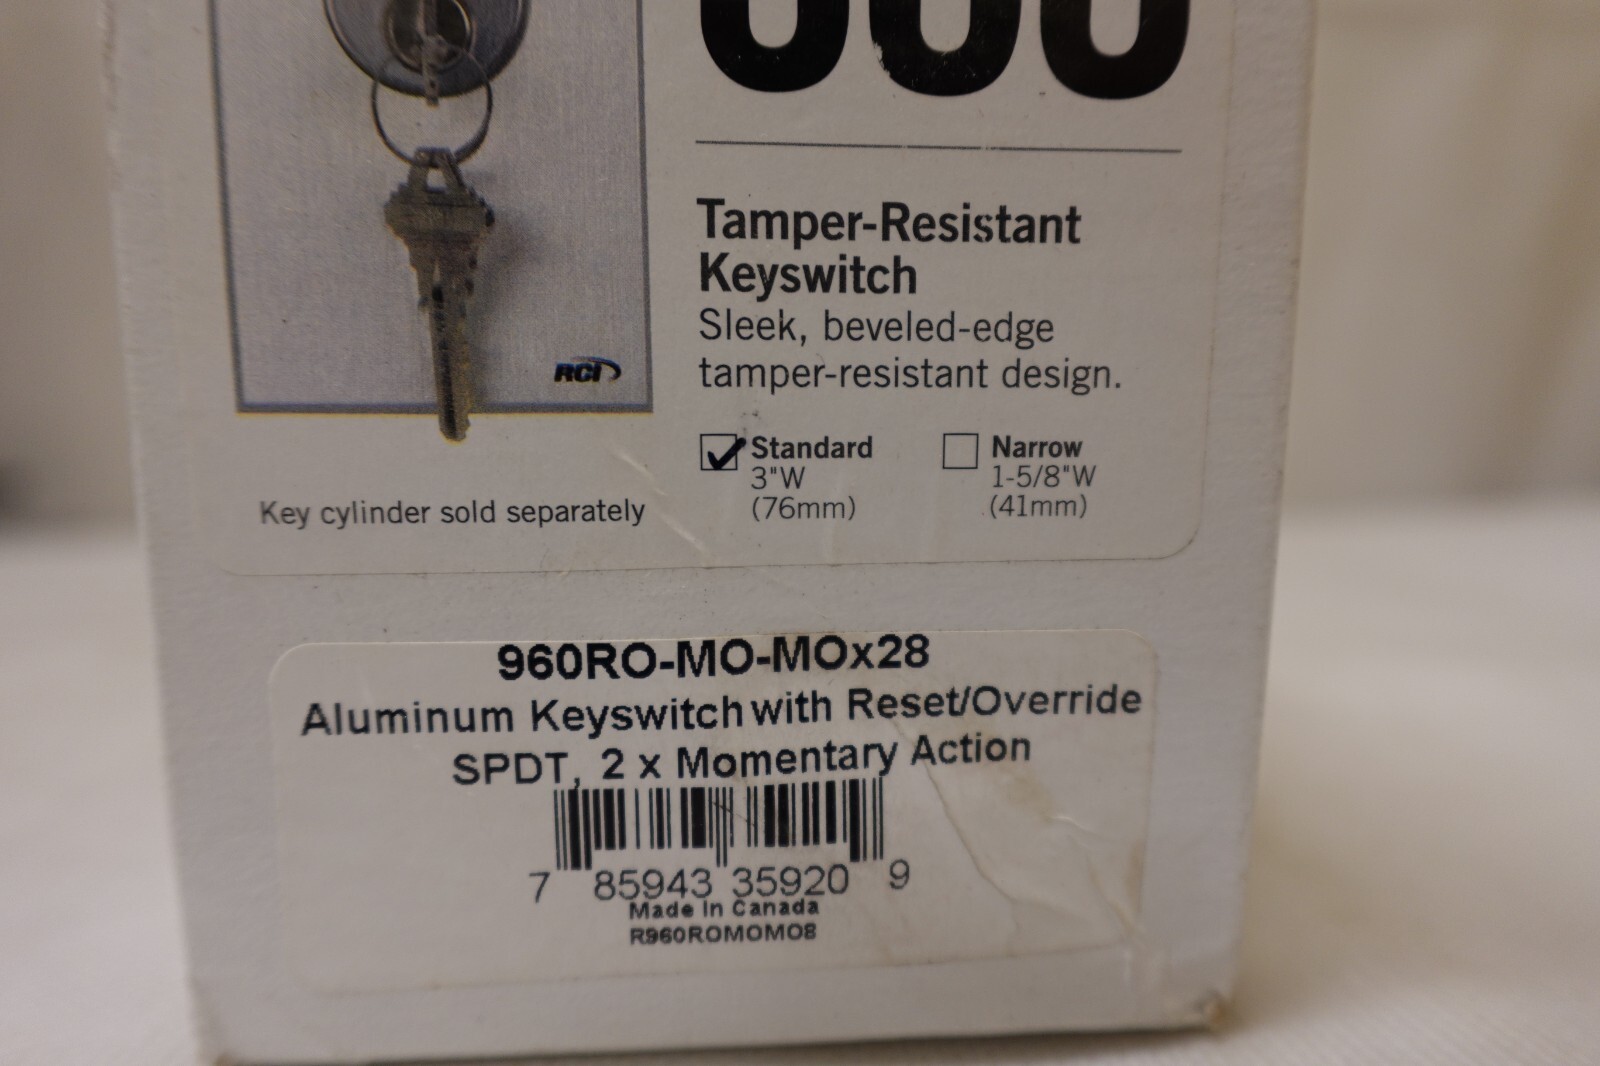 Tamper-Resistant
Keyswitch
Sleek, beveled-edge
tamper-resistant design.
RCI
Standard
3"W
(76mm)
Narrow
1-5/8"W
(41mm)
Key cylinder sold separately
960RO-MO-MOx28
Aluminum Keyswitch with Reset/Override
SPDT, 2 x Momentary Action
7 85943 35920 9
Made In Canada
R960ROMOMO8